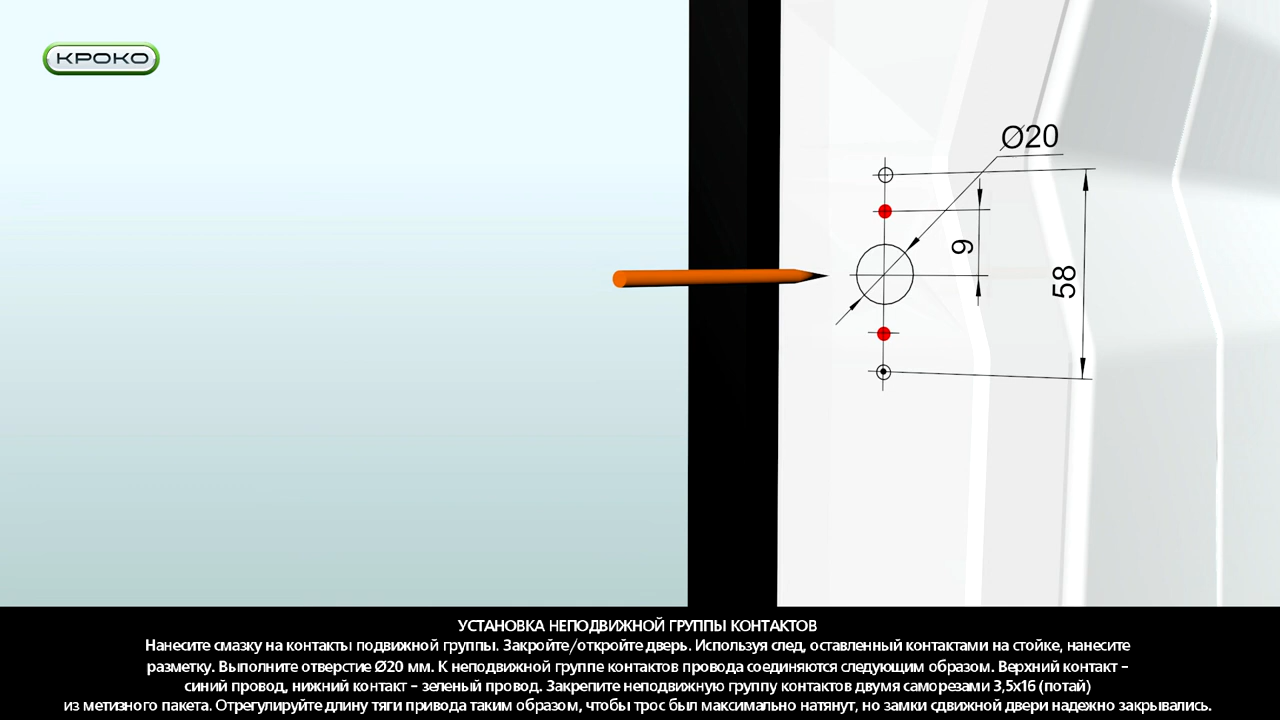 КРОКО
Ø20
9
58
УСТАНОВКА НЕПОДВИЖНОЙ ГРУППЫ КОНТАКТОВ
Нанесите смазку на контакты подвижной группы. Закройте/откройте дверь. Используя след, оставленный контактами на стойке, нанесите
разметку. Выполните отверстие Ø20 мм. К неподвижной группе контактов провода соединяются следующим образом. Верхний контакт –
синий провод, нижний контакт – зеленый провод. Закрепите неподвижную группу контактов двумя саморезами 3,5х16 (потай)
из метизного пакета. Отрегулируйте длину тяги привода таким образом, чтобы трос был максимально натянут, но замки сдвижной двери надежно закрывались.